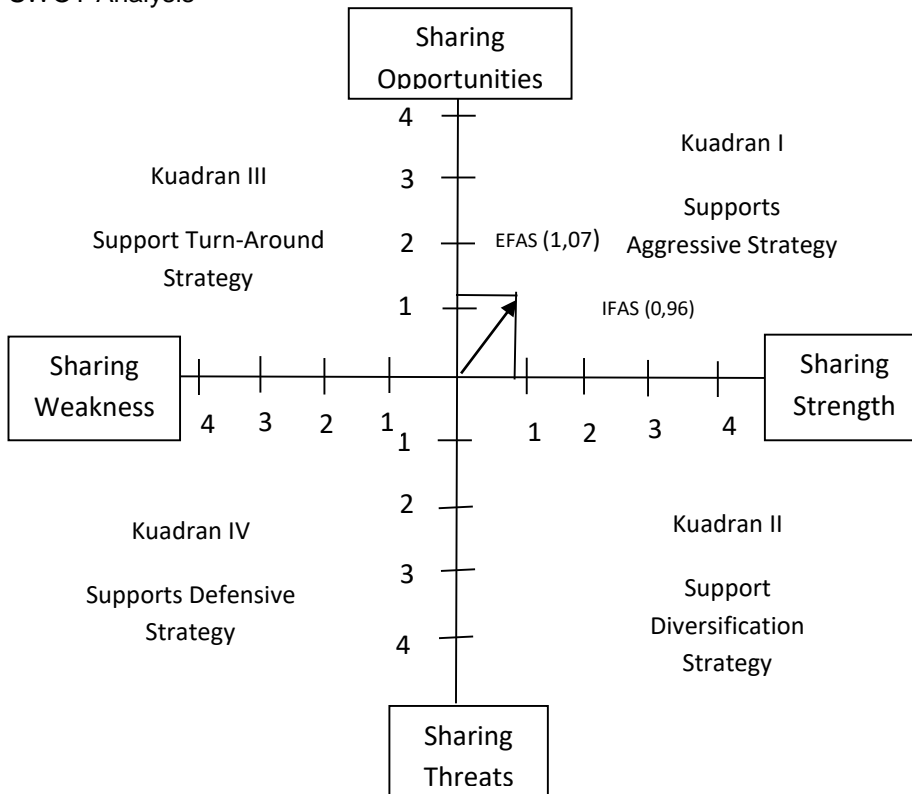 SWOT Analysis
Sharing
Opportunities
4
3
2
1
Kuadran I
Supports
Aggressive Strategy
Kuadran III
Support Turn-Around
Strategy
EFAS (1,07)
IFAS (0,96)
Sharing
Weakness
4 3 2 1
1 2 3 4
Sharing
Strength
1
2
3
4
Kuadran IV
Supports Defensive
Strategy
Kuadran II
Support
Diversification
Strategy
Sharing
Threats